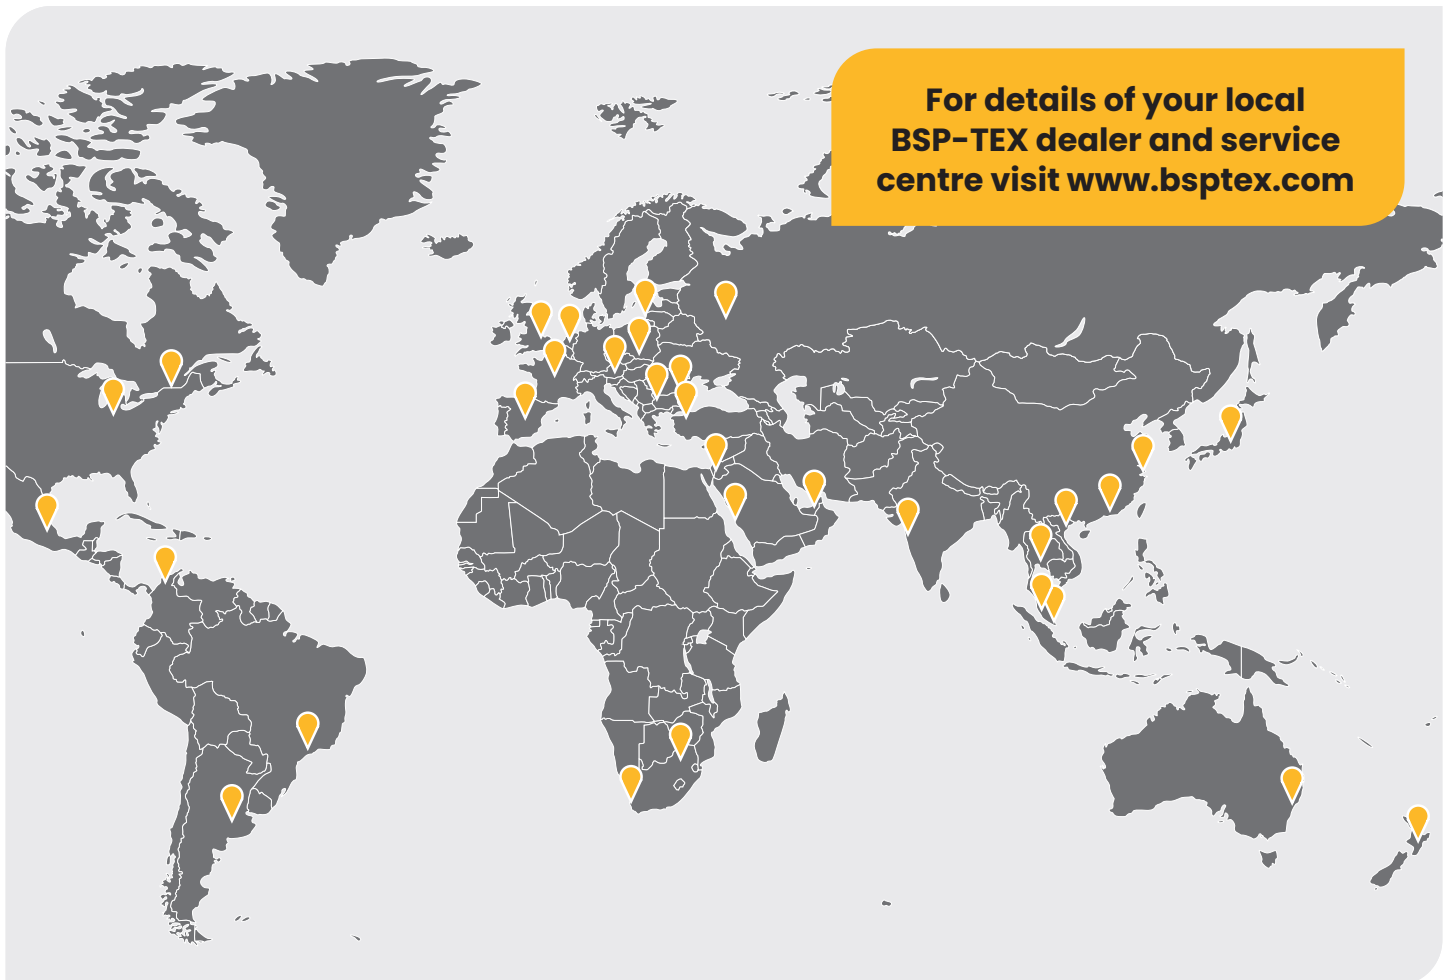 For details of your local
BSP-TEX dealer and service
centre visit www.bsptex.com